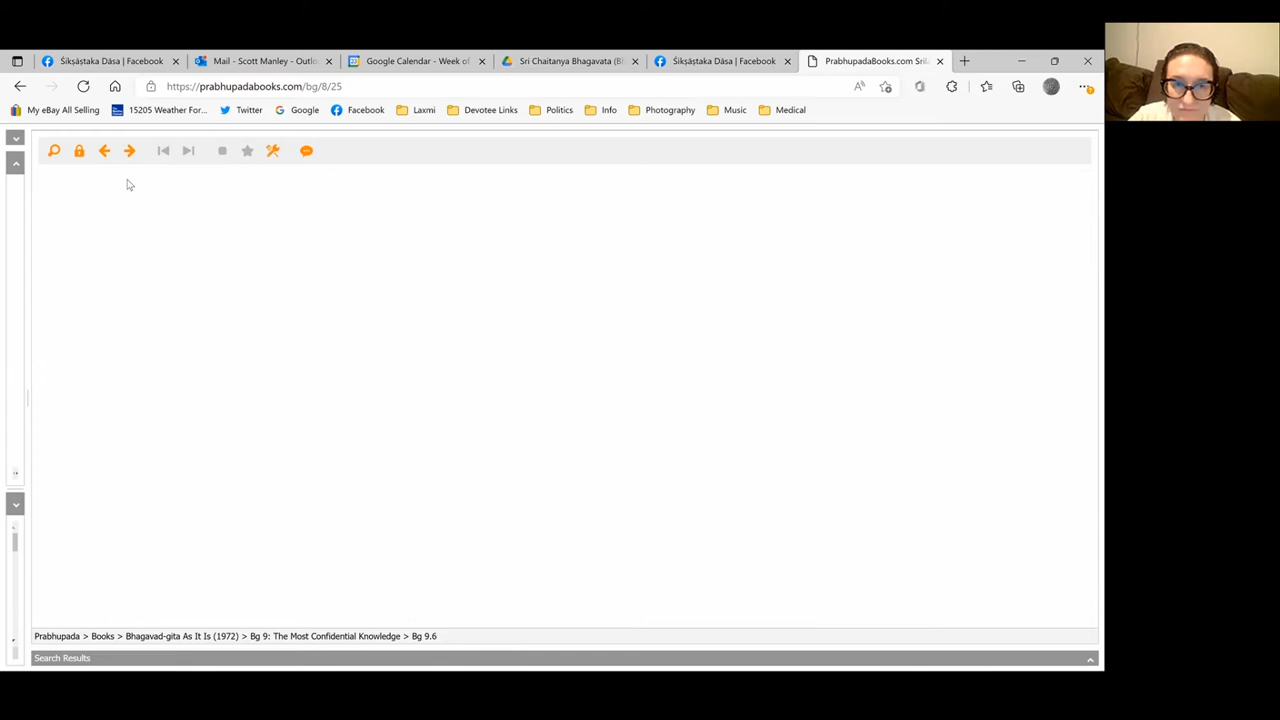 Śikṣāṣṭaka Dāsa | Facebook
Mail - Scott Manley - Outlo
Google Calendar - Week of
Sri Chaitanya Bhagavata (Bh
Śikṣāṣṭaka Dāsa | Facebook
PrabhupadaBooks.com Sril
https://prabhupadabooks.com/bg/8/25
My eBay All Selling
15205 Weather For...
Twitter
Google
Facebook
Laxmi
Devotee Links
Politics
Info
Photography
Music
Medical
Prabhupada > Books > Bhagavad-gita As It Is (1972) > Bg 9: The Most Confidential Knowledge > Bg 9.6
Search Results